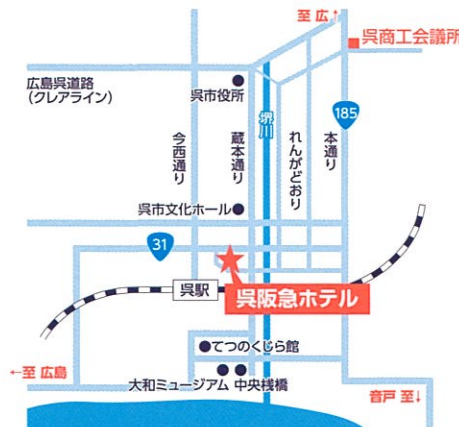 至 広↑
呉商工会議所
広島呉道路
(クレアライン)
呉市役所
185
堺川
今西通り
蔵本通り
れんがどおり
本通り
呉市文化ホール
31
呉駅
呉阪急ホテル
てつのくじら館
←至 広島
大和ミュージアム 中央桟橋
音戸 至↓